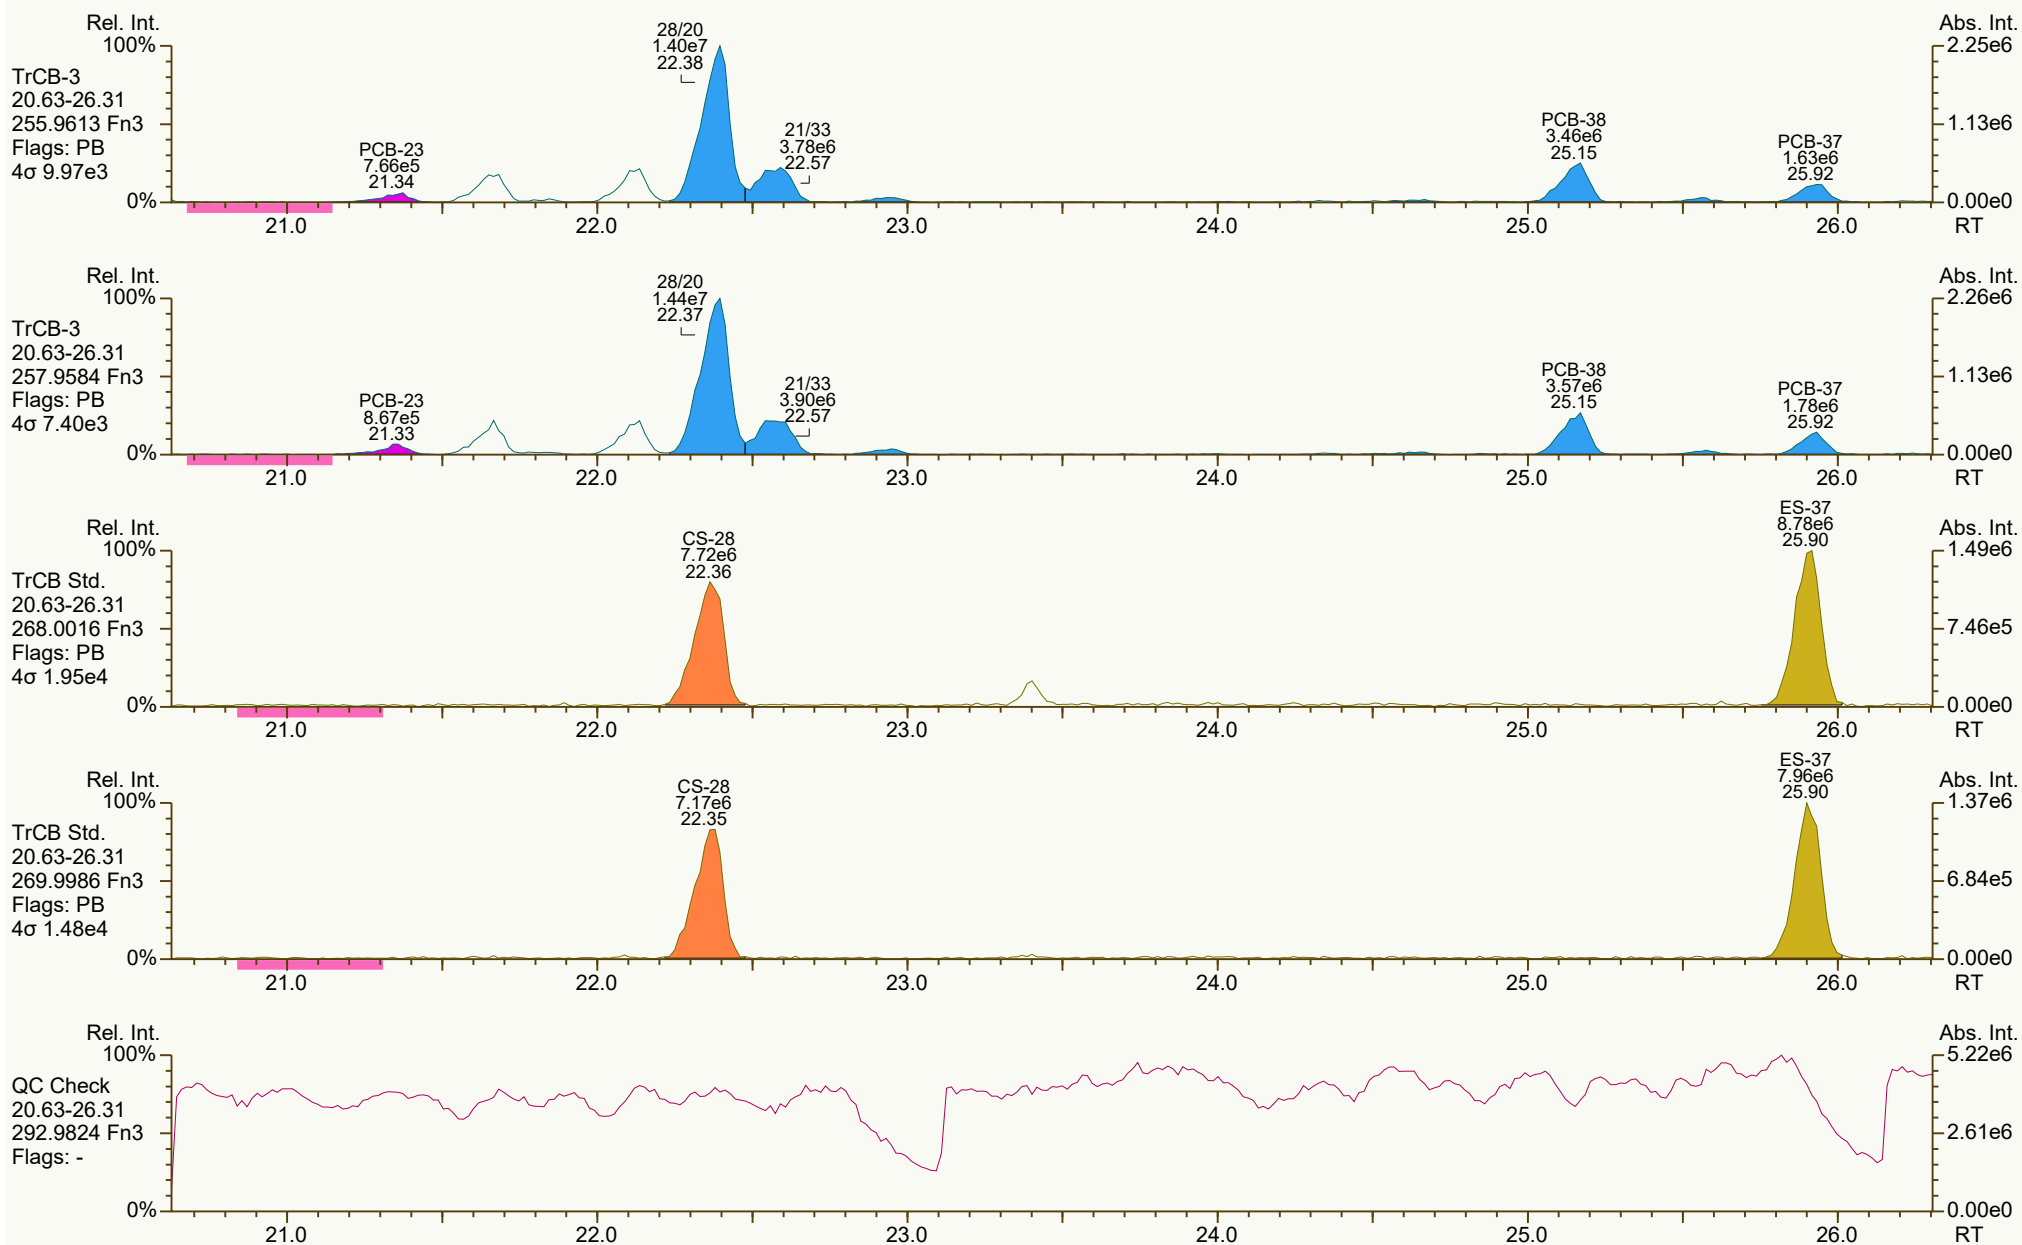 Rel. Int.
Abs. Int.
100%
0%
TrCB-3
20.63-26.31
255.9613 Fn3
Flags: PB
4σ 9.97e3
PCB-23
7.66e5
21.34
28/20
1.40e7
22.38
21/33
3.78e6
22.57
PCB-38
3.46e6
25.15
PCB-37
1.63e6
25.92
2.25e6
1.13e6
0.00e0
21.0 22.0 23.0 24.0 25.0 26.0 RT
Rel. Int.
Abs. Int.
100%
0%
TrCB-3
20.63-26.31
257.9584 Fn3
Flags: PB
4σ 7.40e3
PCB-23
8.67e5
21.33
28/20
1.44e7
22.37
21/33
3.90e6
22.57
PCB-38
3.57e6
25.15
PCB-37
1.78e6
25.92
2.26e6
1.13e6
0.00e0
21.0 22.0 23.0 24.0 25.0 26.0 RT
Rel. Int.
Abs. Int.
100%
0%
TrCB Std.
20.63-26.31
268.0016 Fn3
Flags: PB
4σ 1.95e4
CS-28
7.72e6
22.36
ES-37
8.78e6
25.90
1.49e6
7.46e5
0.00e0
21.0 22.0 23.0 24.0 25.0 26.0 RT
Rel. Int.
Abs. Int.
100%
0%
TrCB Std.
20.63-26.31
269.9986 Fn3
Flags: PB
4σ 1.48e4
CS-28
7.17e6
22.35
ES-37
7.96e6
25.90
1.37e6
6.84e5
0.00e0
21.0 22.0 23.0 24.0 25.0 26.0 RT
Rel. Int.
Abs. Int.
100%
0%
QC Check
20.63-26.31
292.9824 Fn3
Flags: -
5.22e6
2.61e6
0.00e0
21.0 22.0 23.0 24.0 25.0 26.0 RT